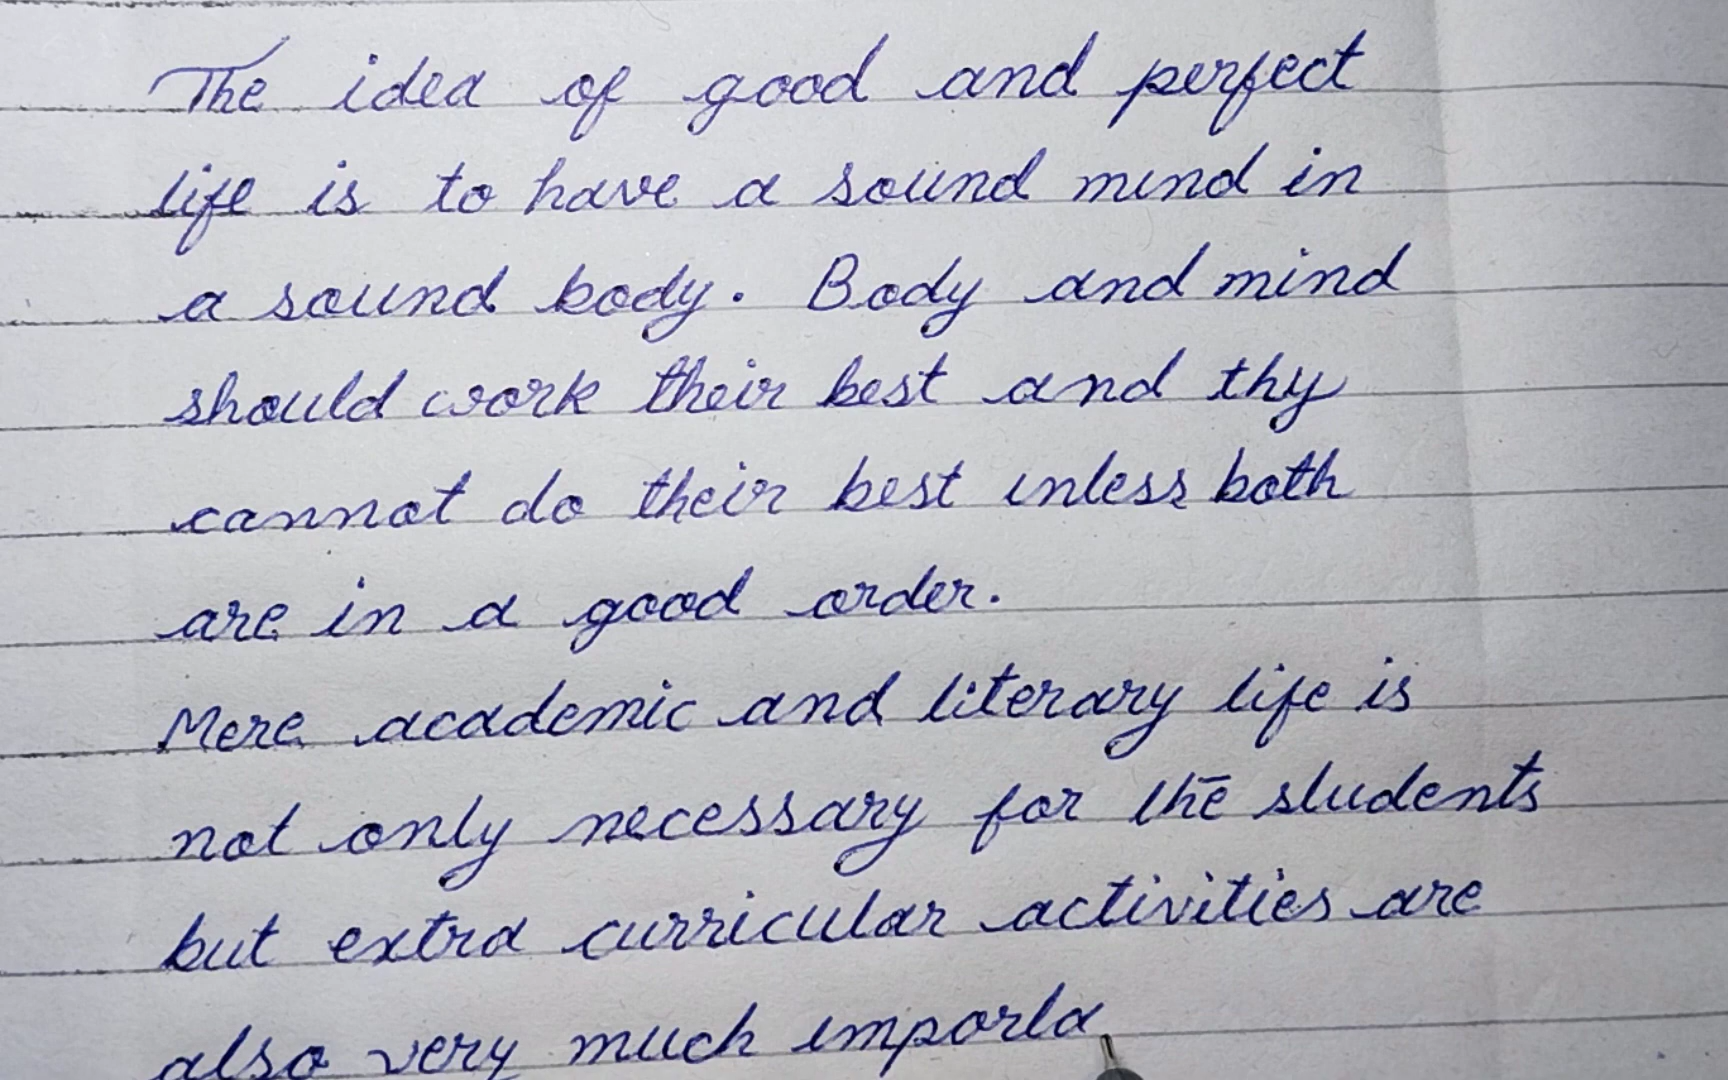 The idea of good and perfect
life is to have a sound mind in
a sound body. Body and mind
should work their best and thy
cannot do their best unless both
are in a good order.
Mere academic and literary life is
not only necessary for the students
but extra curricular activities are
also very much importa